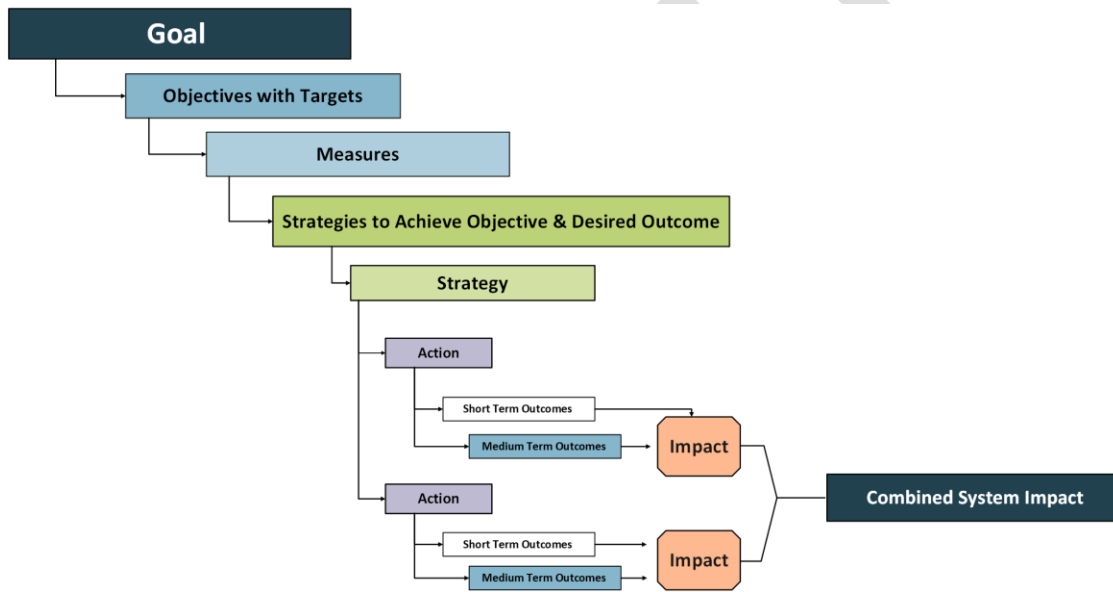 Goal
Objectives with Targets
Measures
Strategies to Achieve Objective & Desired Outcome
Strategy
Action
Short Term Outcomes
Medium Term Outcomes
Impact
Action
Short Term Outcomes
Medium Term Outcomes
Impact
Combined System Impact